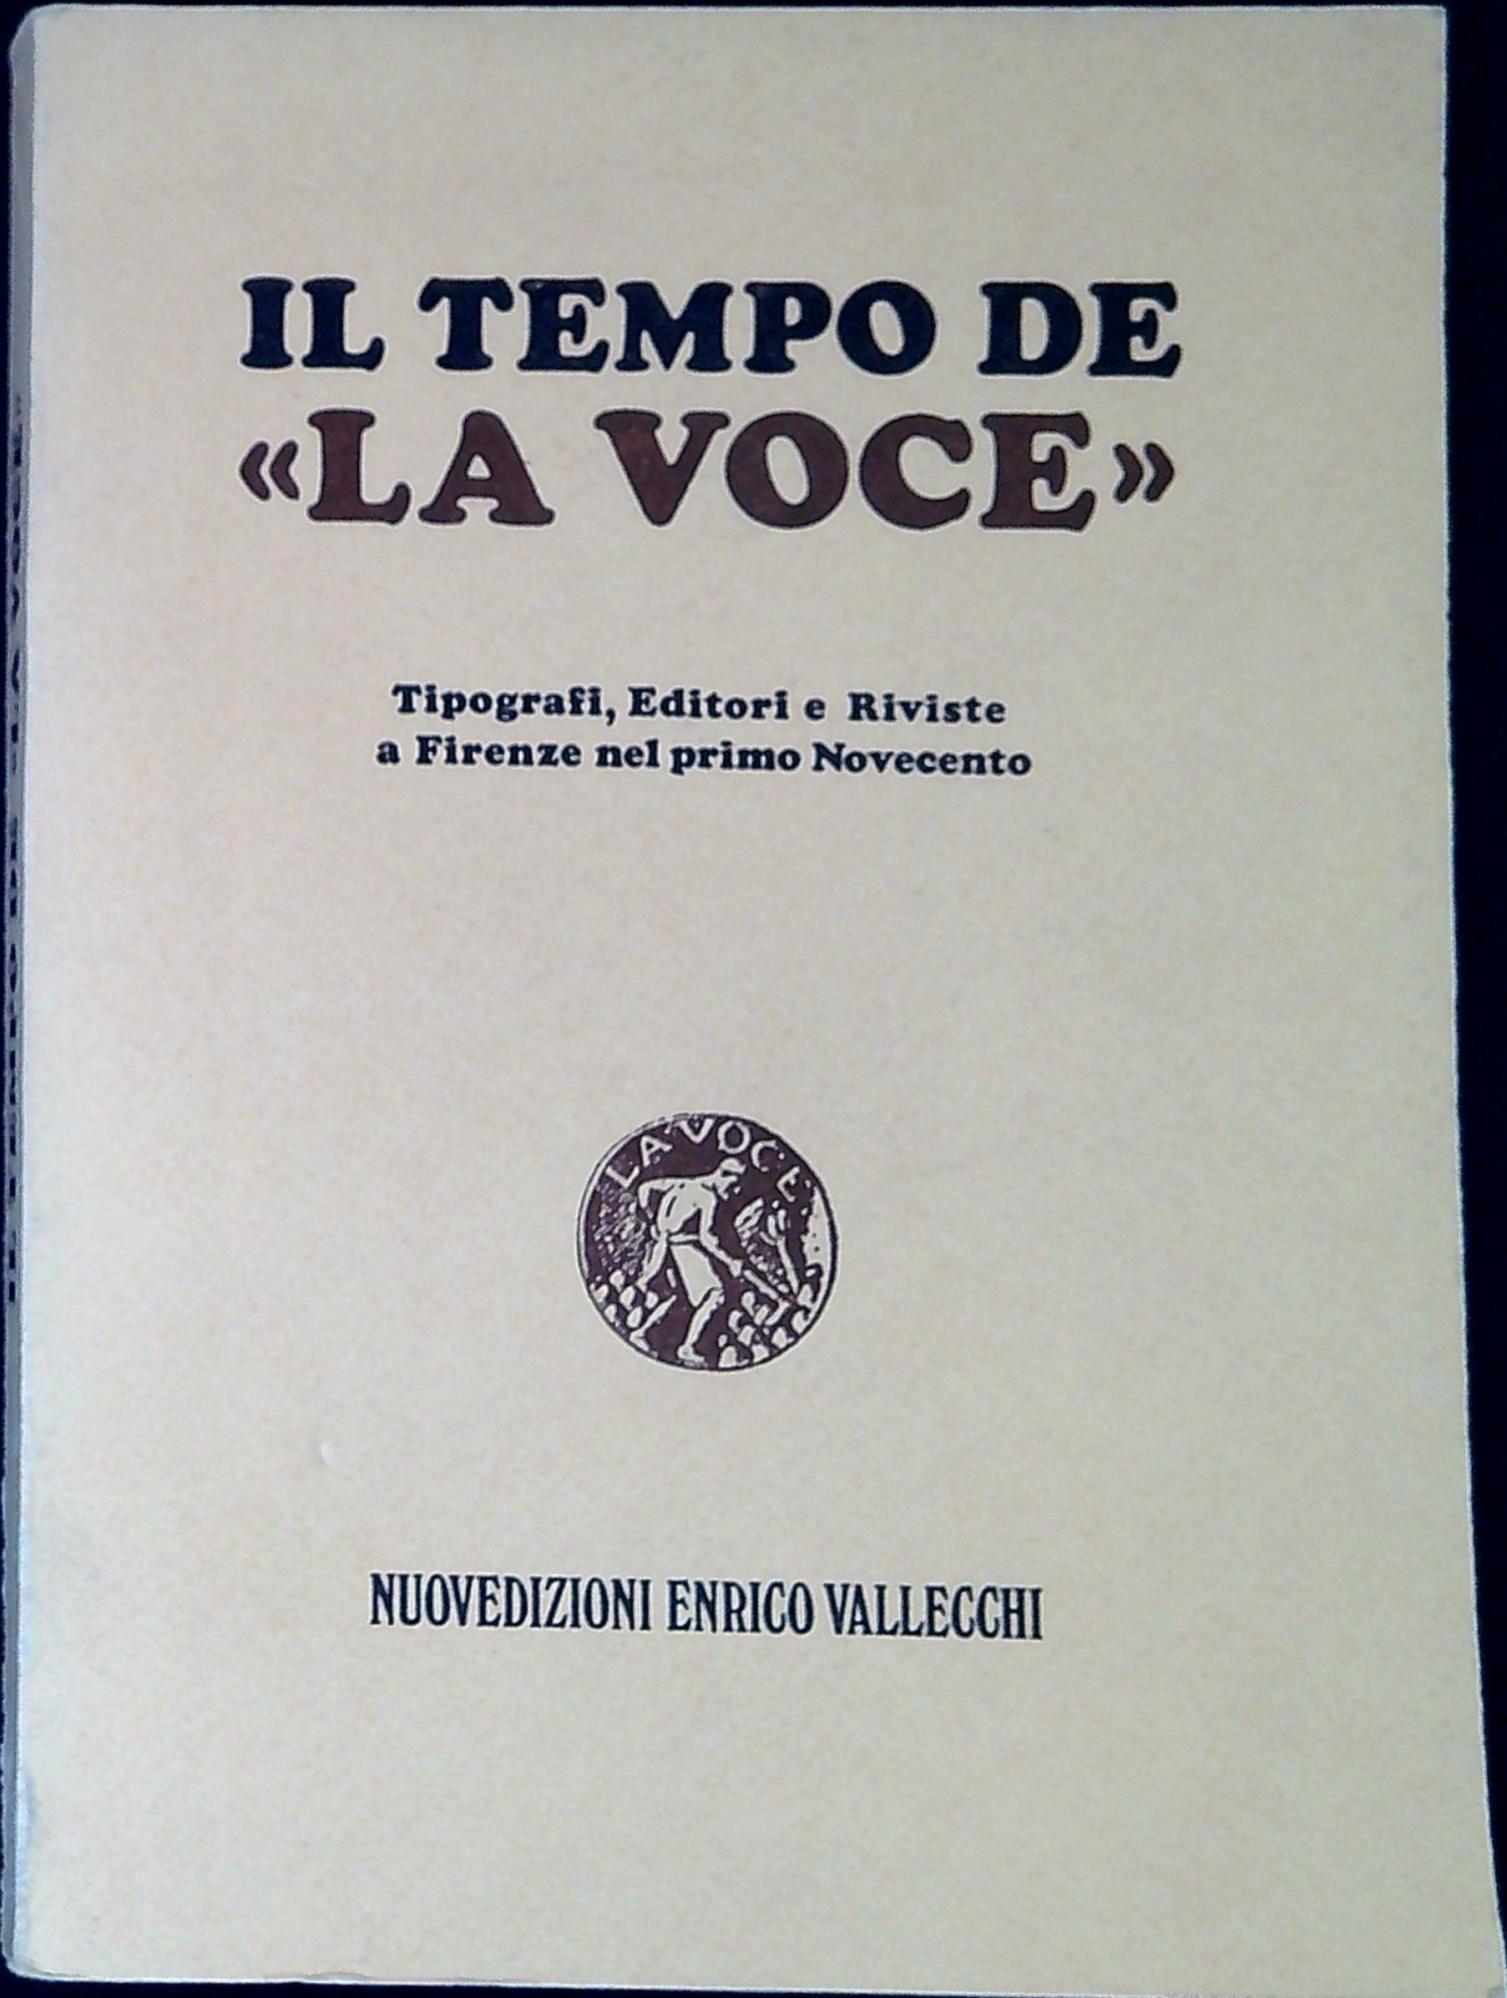 IL TEMPO DE
«LA VOCE»
Tipografi, Editori e Riviste
a Firenze nel primo Novecento
LA VOCE
NUOVEDIZIONI ENRICO VALLECCHI